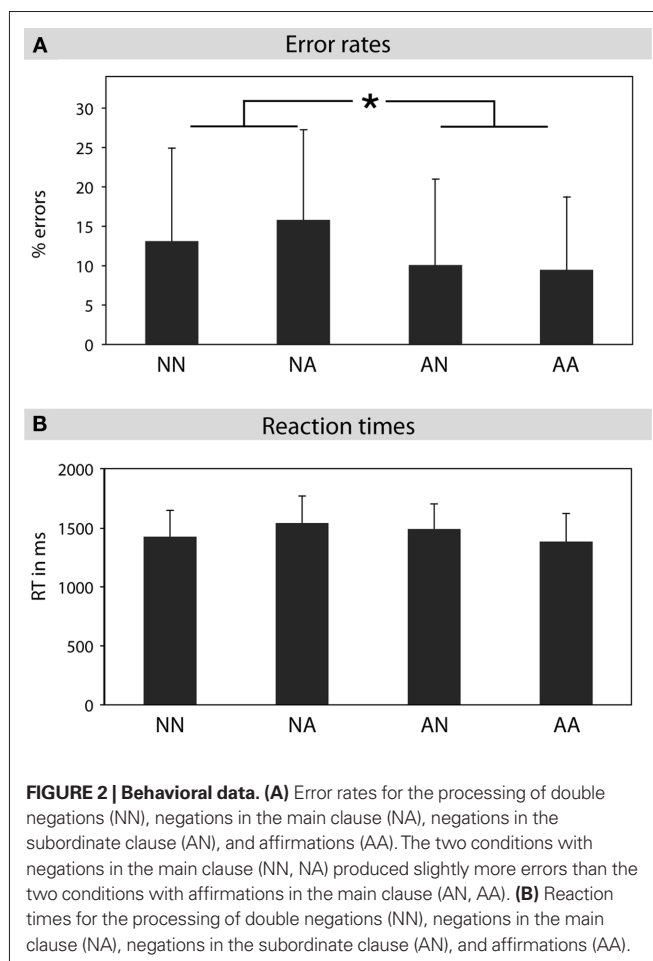 A Error rates
*
% errors
30
25
20
15
10
5
0
NN NA AN AA
B Reaction times
RT in ms
2000
1500
1000
500
0
NN NA AN AA
FIGURE 2 | Behavioral data. (A) Error rates for the processing of double
negations (NN), negations in the main clause (NA), negations in the
subordinate clause (AN), and affirmations (AA). The two conditions with
negations in the main clause (NN, NA) produced slightly more errors than the
two conditions with affirmations in the main clause (AN, AA). (B) Reaction
times for the processing of double negations (NN), negations in the main
clause (NA), negations in the subordinate clause (AN), and affirmations (AA).